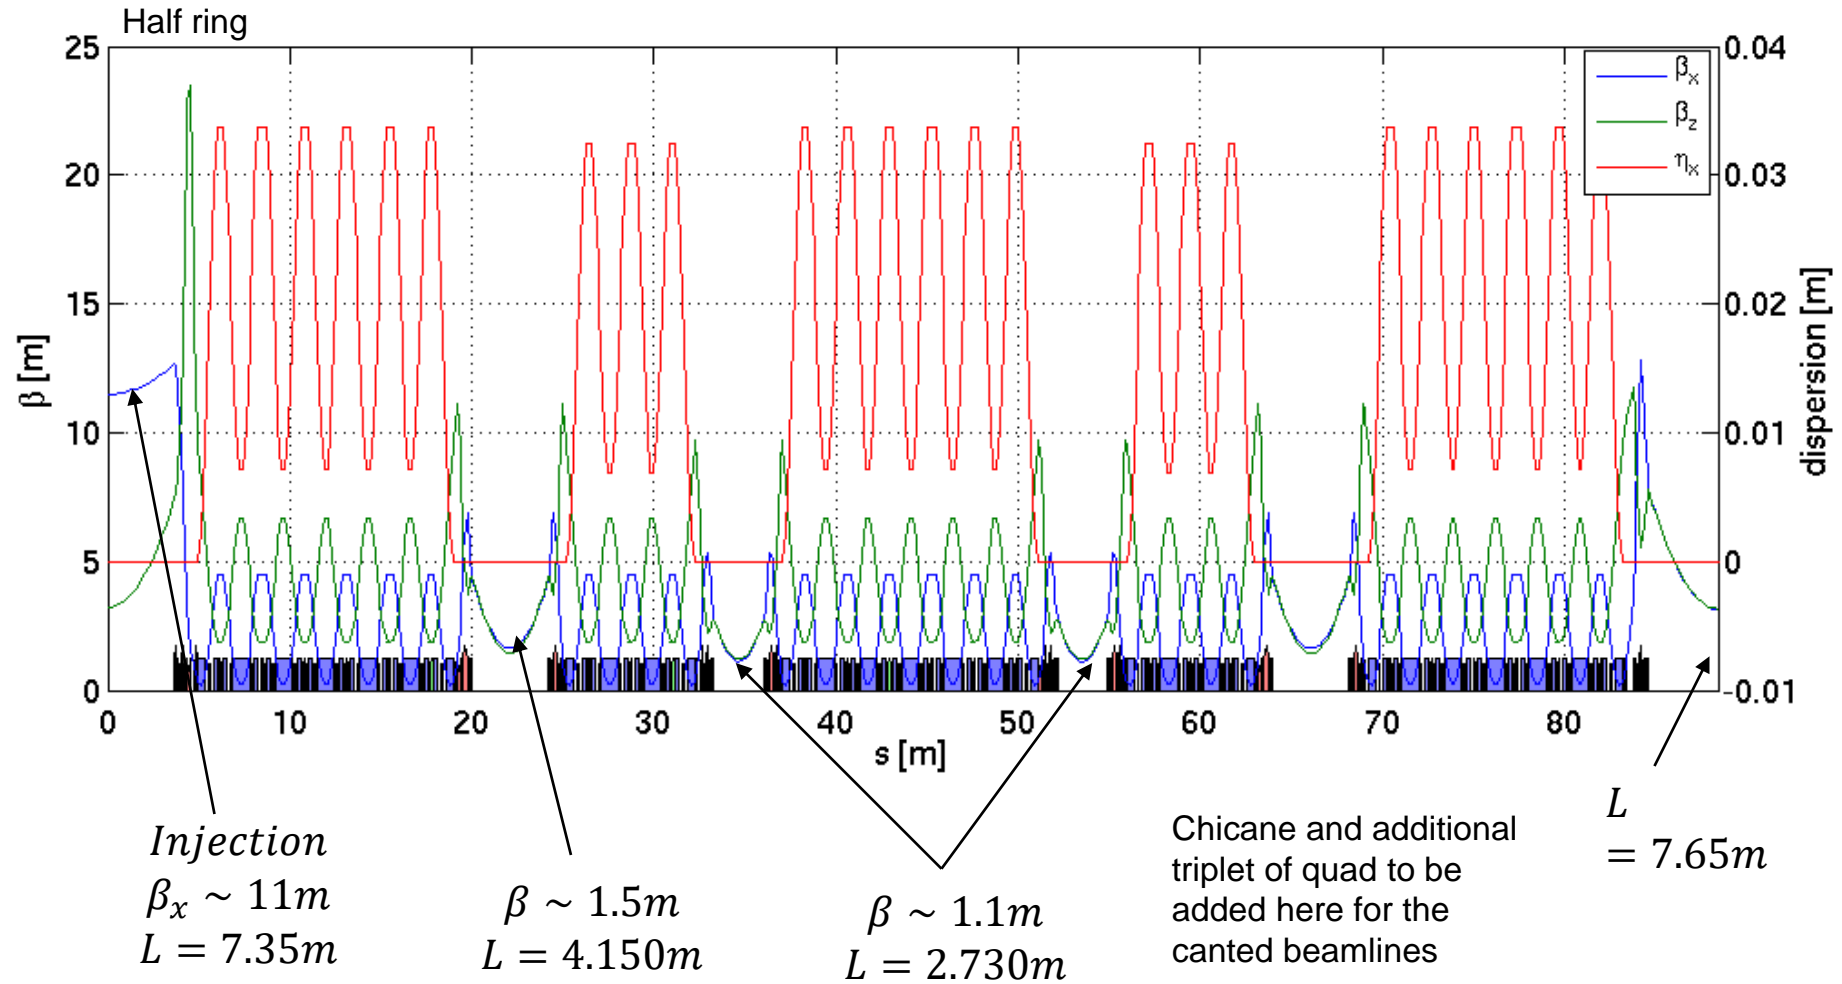 Half ring
25
20
15
10
5
0
β [m]
0.04
0.03
0.02
0.01
0
-0.01
dispersion [m]
βx
βz
ηx
0 10 20 30 40 50 60 70 80
s [m]
Injection
βx ~ 11m
L = 7.35m
β ~ 1.5m
L = 4.150m
β ~ 1.1m
L = 2.730m
Chicane and additional
triplet of quad to be
added here for the
canted beamlines
L
= 7.65m